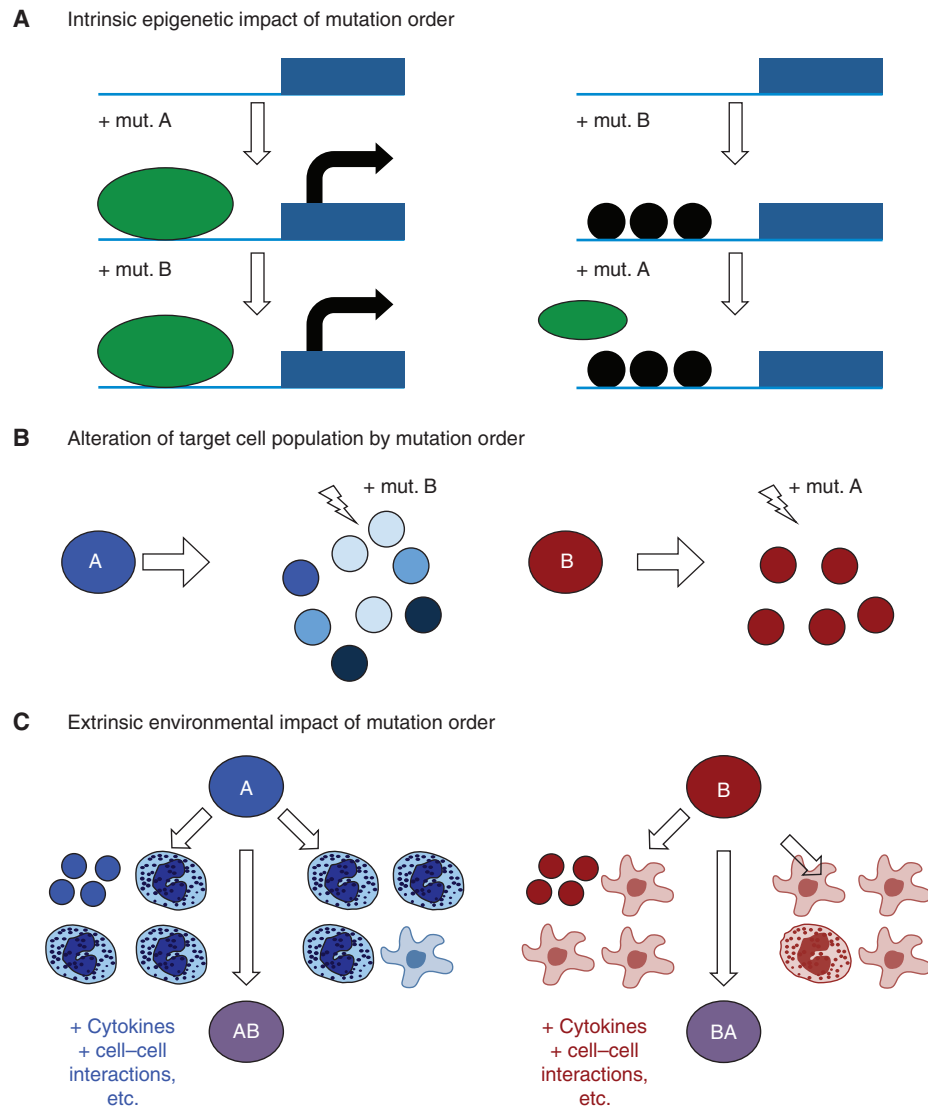 A Intrinsic epigenetic impact of mutation order
+ mut. A
+ mut. B
+ mut. B
+ mut. A
B Alteration of target cell population by mutation order
A
+ mut. B
B
+ mut. A
C Extrinsic environmental impact of mutation order
A
AB
+ Cytokines
+ cell–cell
interactions,
etc.
B
BA
+ Cytokines
+ cell–cell
interactions,
etc.